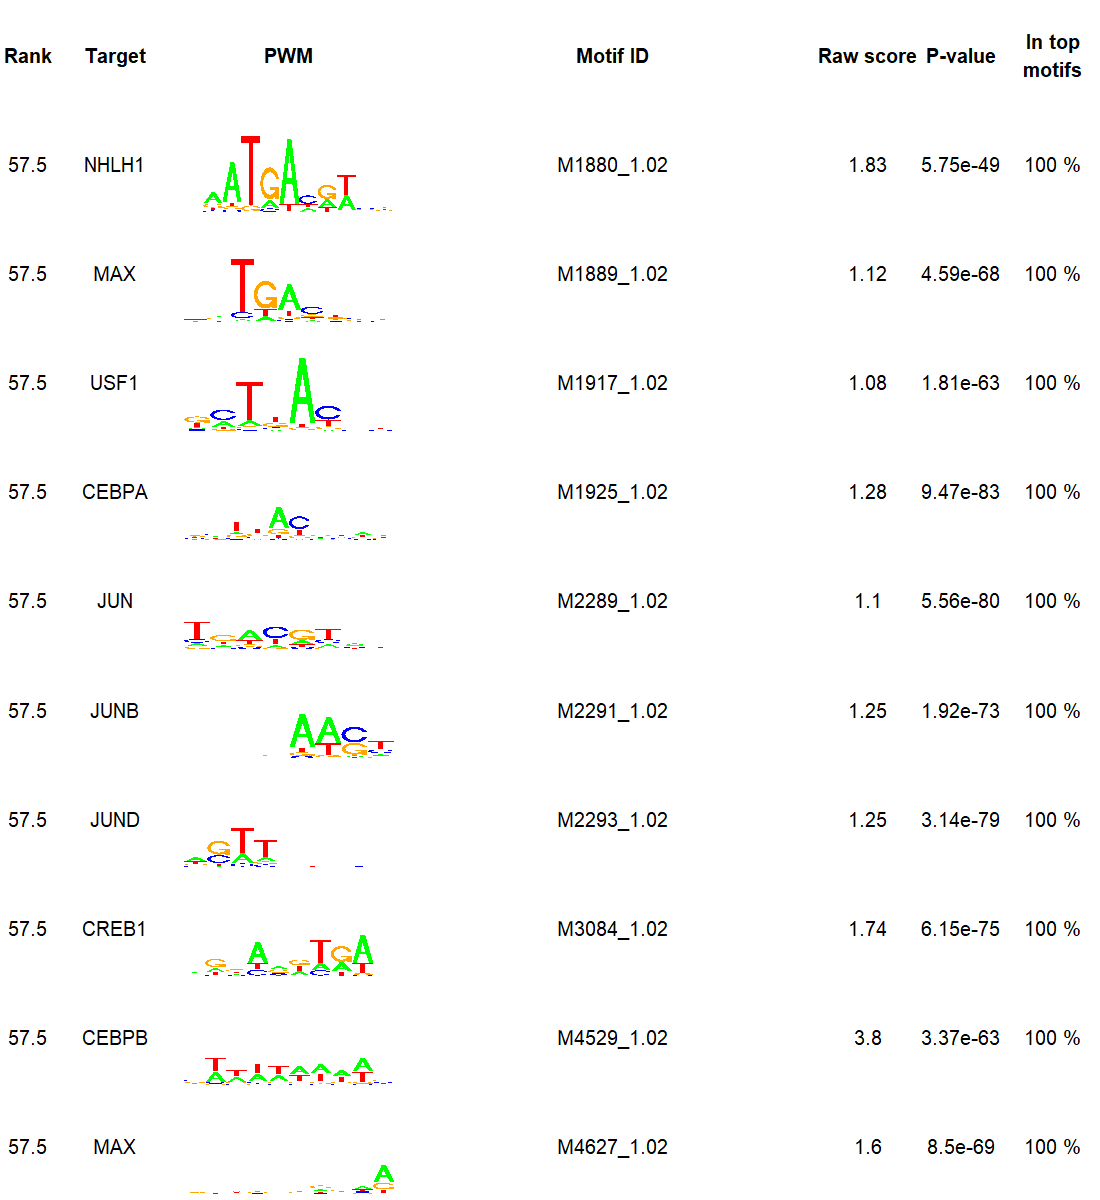 Rank Target PWM Motif ID Raw score P-value In top motifs
57.5 NHLH1 M1880_1.02 1.83 5.75e-49 100 %
57.5 MAX M1889_1.02 1.12 4.59e-68 100 %
57.5 USF1 M1917_1.02 1.08 1.81e-63 100 %
57.5 CEBPA M1925_1.02 1.28 9.47e-83 100 %
57.5 JUN M2289_1.02 1.1 5.56e-80 100 %
57.5 JUNB M2291_1.02 1.25 1.92e-73 100 %
57.5 JUND M2293_1.02 1.25 3.14e-79 100 %
57.5 CREB1 M3084_1.02 1.74 6.15e-75 100 %
57.5 CEBPB M4529_1.02 3.8 3.37e-63 100 %
57.5 MAX M4627_1.02 1.6 8.5e-69 100 %